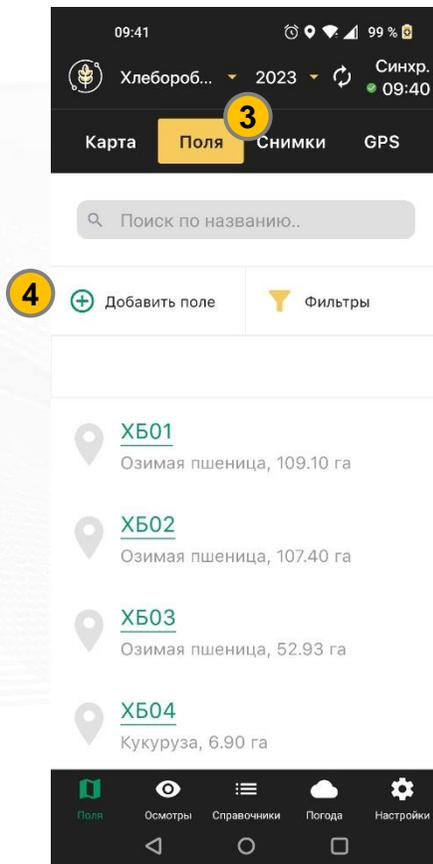 09:41 99 %
Хлебороб... 2023 Синхр.
09:40
3
Карта Поля Снимки GPS
Поиск по названию..
4 Добавить поле Фильтры
ХБ01
Озимая пшеница, 109.10 га
ХБ02
Озимая пшеница, 107.40 га
ХБ03
Озимая пшеница, 52.93 га
ХБ04
Кукуруза, 6.90 га
Поля Осмотры Справочники Погода Настройки